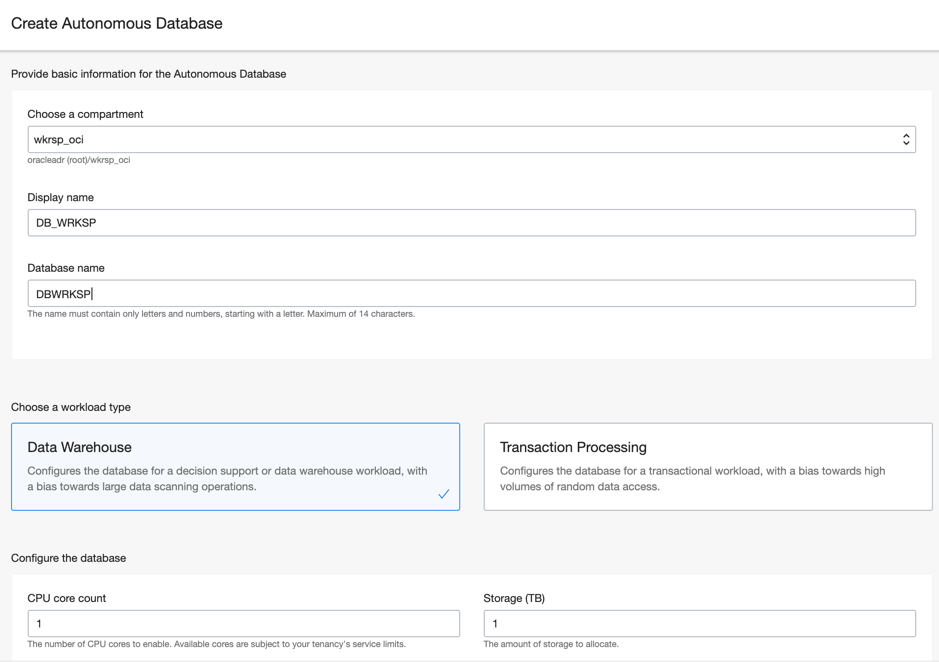 Create Autonomous Database
Provide basic information for the Autonomous Database
Choose a compartment
wkrsp_oci
oracleadr (root)/wkrsp_oci
Display name
DB_WRKSP
Database name
DBWRKSP
The name must contain only letters and numbers, starting with a letter. Maximum of 14 characters.
Choose a workload type
Data Warehouse
Configures the database for a decision support or data warehouse workload, with
a bias towards large data scanning operations.
Transaction Processing
Configures the database for a transactional workload, with a bias towards high
volumes of random data access.
Configure the database
CPU core count
1
The number of CPU cores to enable. Available cores are subject to your tenancy's service limits.
Storage (TB)
1
The amount of storage to allocate.